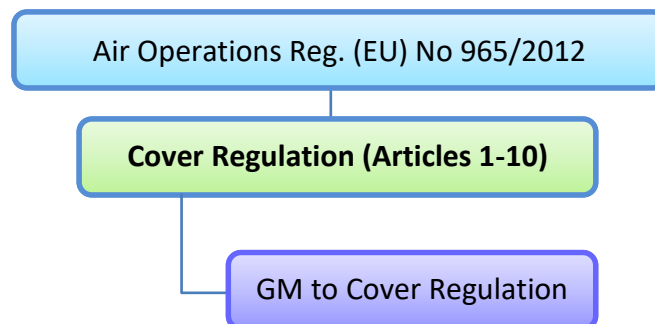 Air Operations Reg. (EU) No 965/2012
Cover Regulation (Articles 1-10)
GM to Cover Regulation